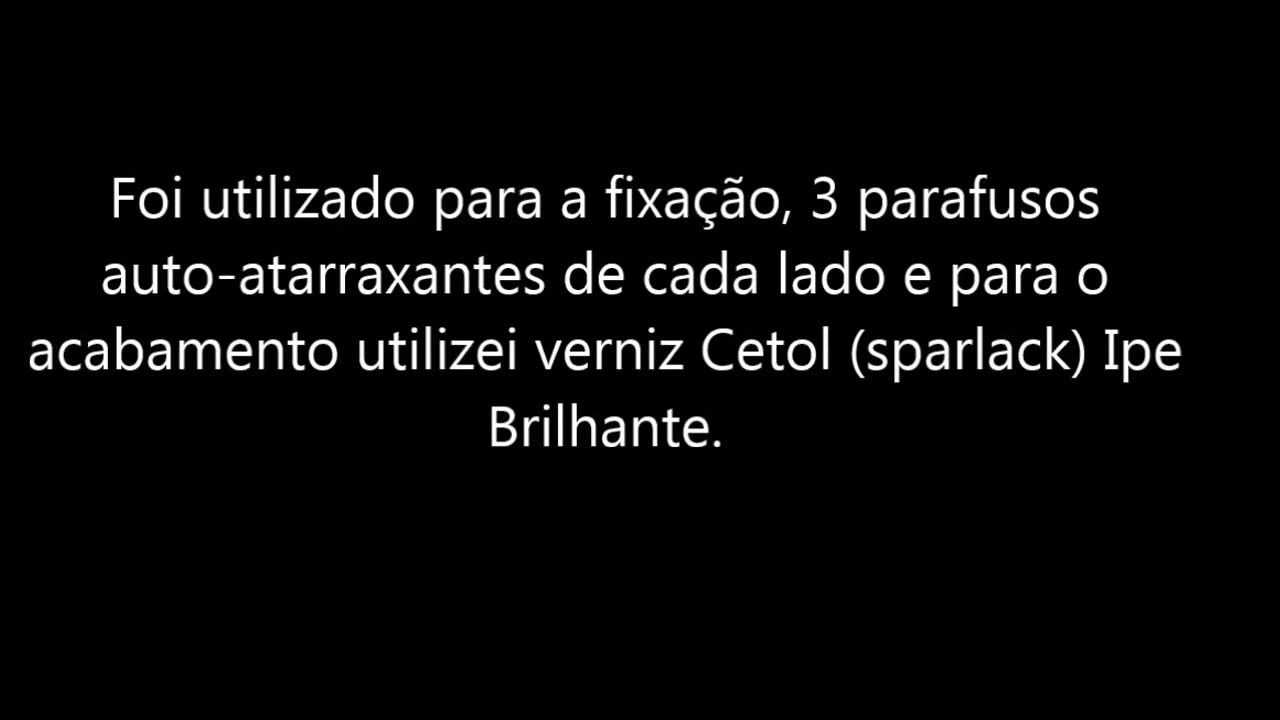 Foi utilizado para a fixação, 3 parafusos
auto-atarraxantes de cada lado e para o
acabamento utilizei verniz Cetol (sparlack) Ipe
Brilhante.